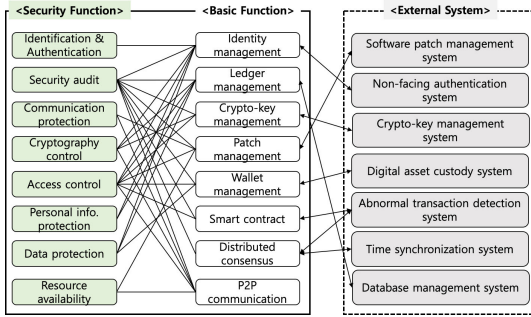 <Security Function>
<Basic Function>
<External System>
Identification &
Authentication
Security audit
Communication
protection
Cryptography
control
Access control
Personal info.
protection
Data protection
Resource
availability
Identity
management
Ledger
management
Crypto-key
management
Patch
management
Wallet
management
Smart contract
Distributed
consensus
P2P
communication
Software patch management
system
Non-facing authentication
system
Crypto-key management
system
Digital asset custody system
Abnormal transaction detection
system
Time synchronization system
Database management system